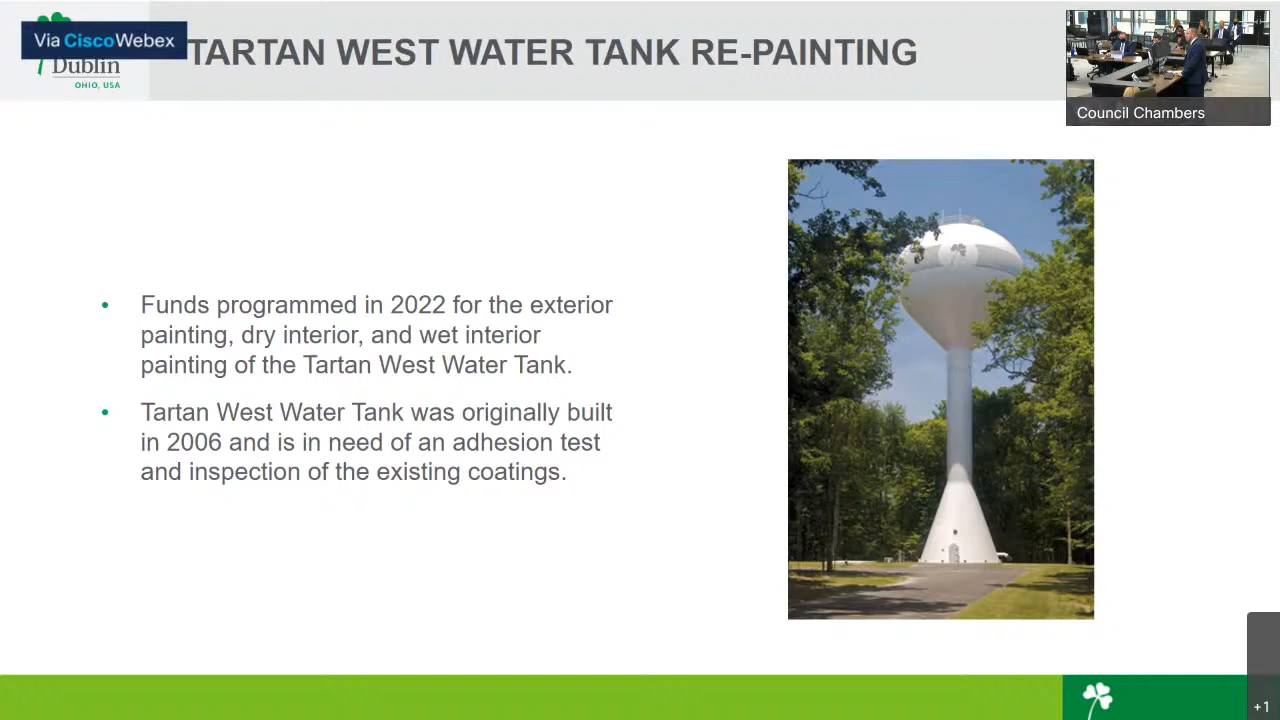 Via CiscoWebex
Dublin
OHIO, USA
TARTAN WEST WATER TANK RE-PAINTING
Council Chambers
• Funds programmed in 2022 for the exterior
painting, dry interior, and wet interior
painting of the Tartan West Water Tank.
• Tartan West Water Tank was originally built
in 2006 and is in need of an adhesion test
and inspection of the existing coatings.
+1